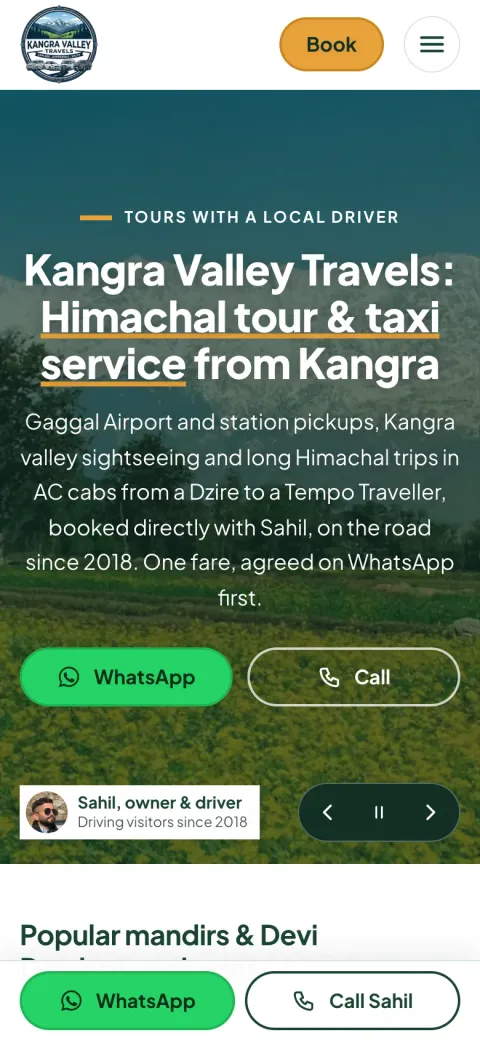 KANGRA VALLEY
TRAVELS
Book
TOURS WITH A LOCAL DRIVER
Kangra Valley Travels:
Himachal tour & taxi
service from Kangra
Gaggal Airport and station pickups, Kangra
valley sightseeing and long Himachal trips in
AC cabs from a Dzire to a Tempo Traveller,
booked directly with Sahil, on the road
since 2018. One fare, agreed on WhatsApp
first.
WhatsApp
Call
Sahil, owner & driver
Driving visitors since 2018
Popular mandirs & Devi
WhatsApp
Call Sahil